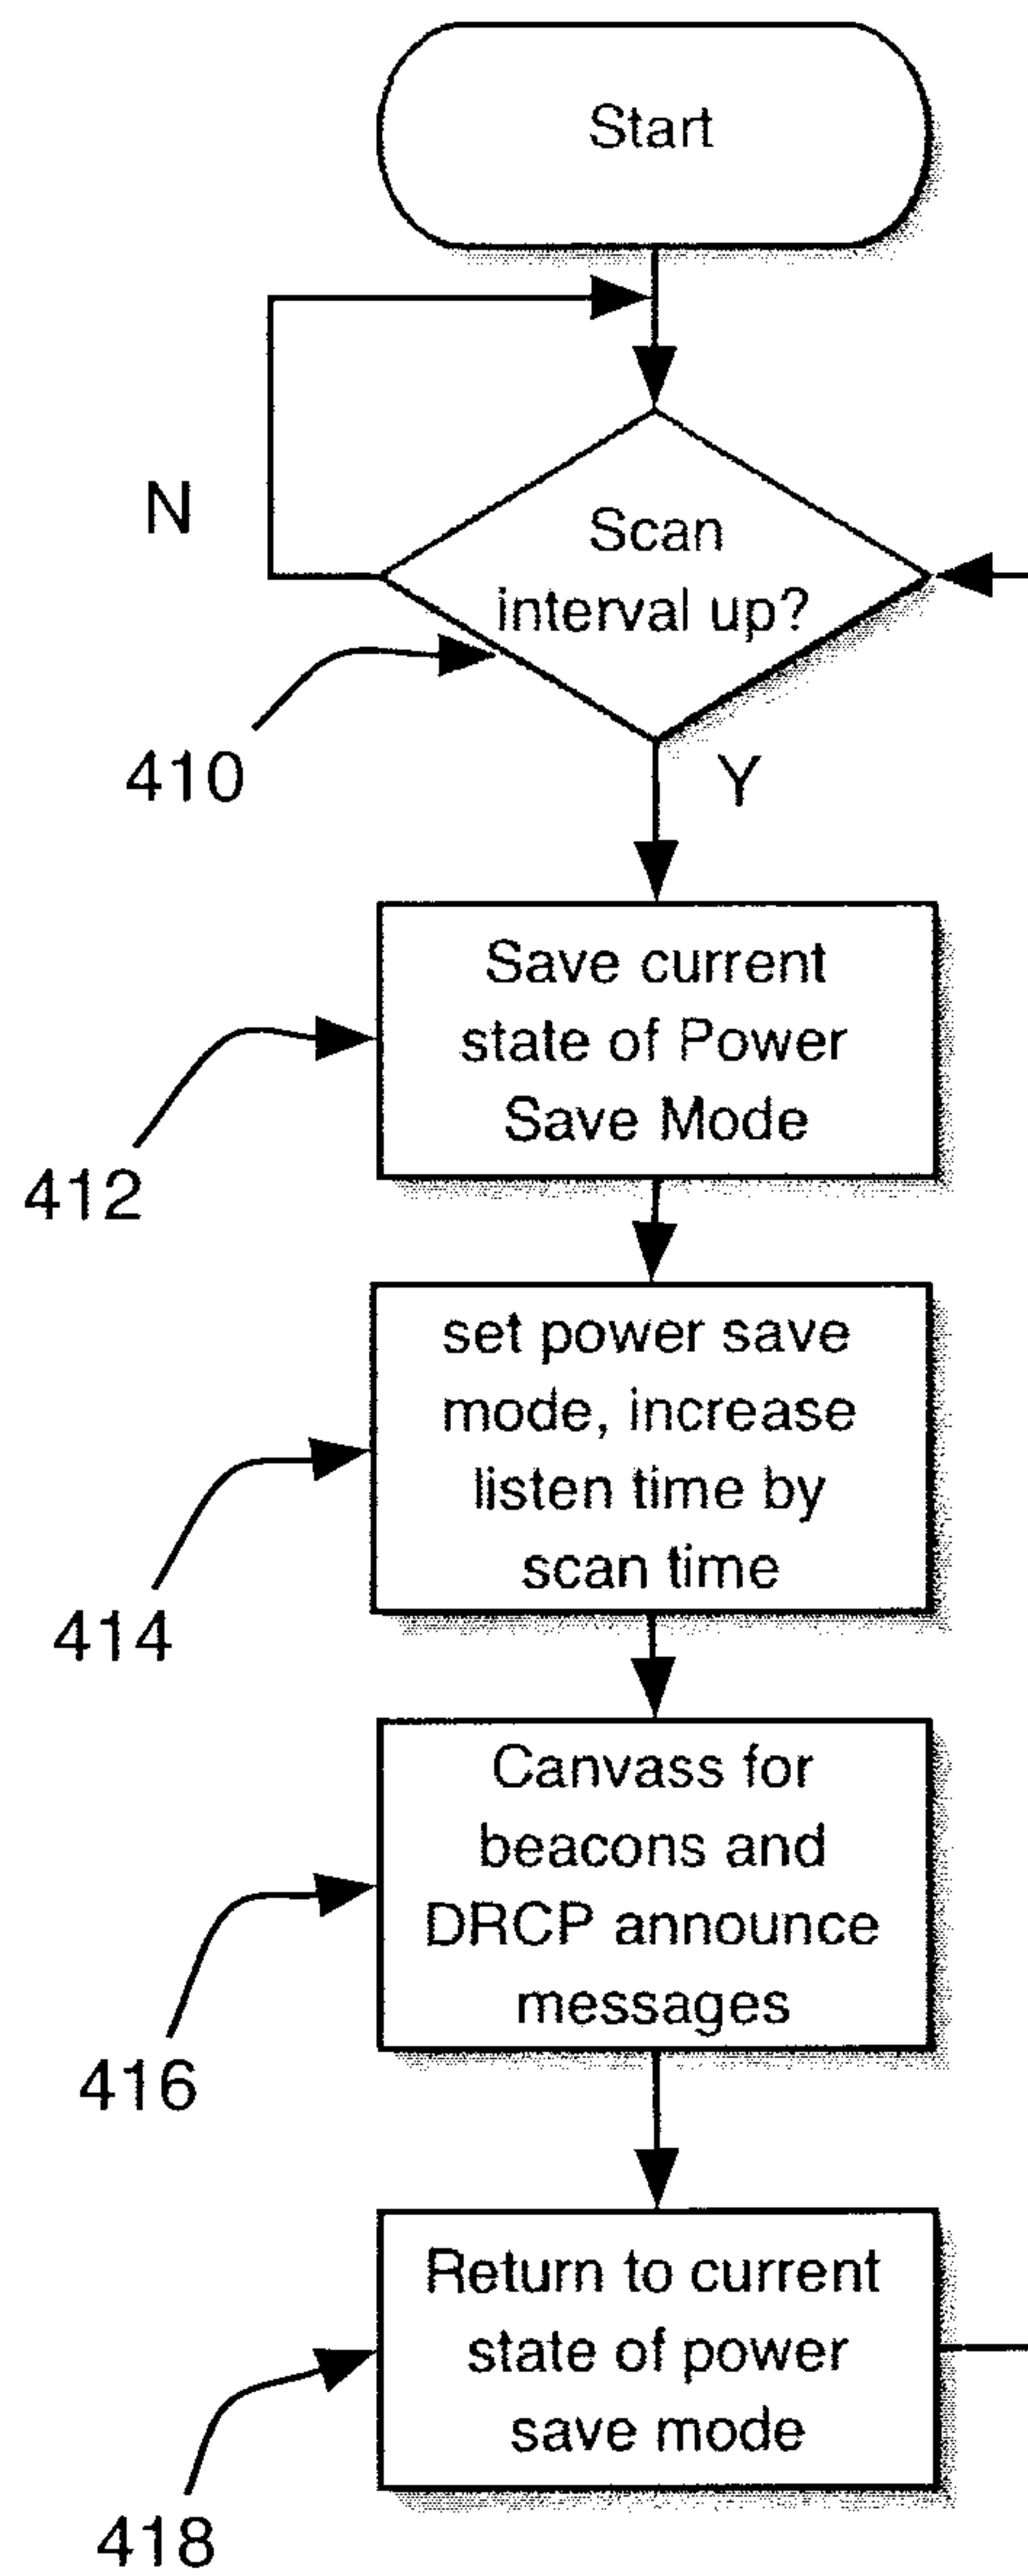 Start
N
Scan
interval up?
410
Y
Save current
state of Power
Save Mode
412
set power save
mode, increase
listen time by
scan time
414
Canvass for
beacons and
DRCP announce
messages
416
Return to current
state of power
save mode
418